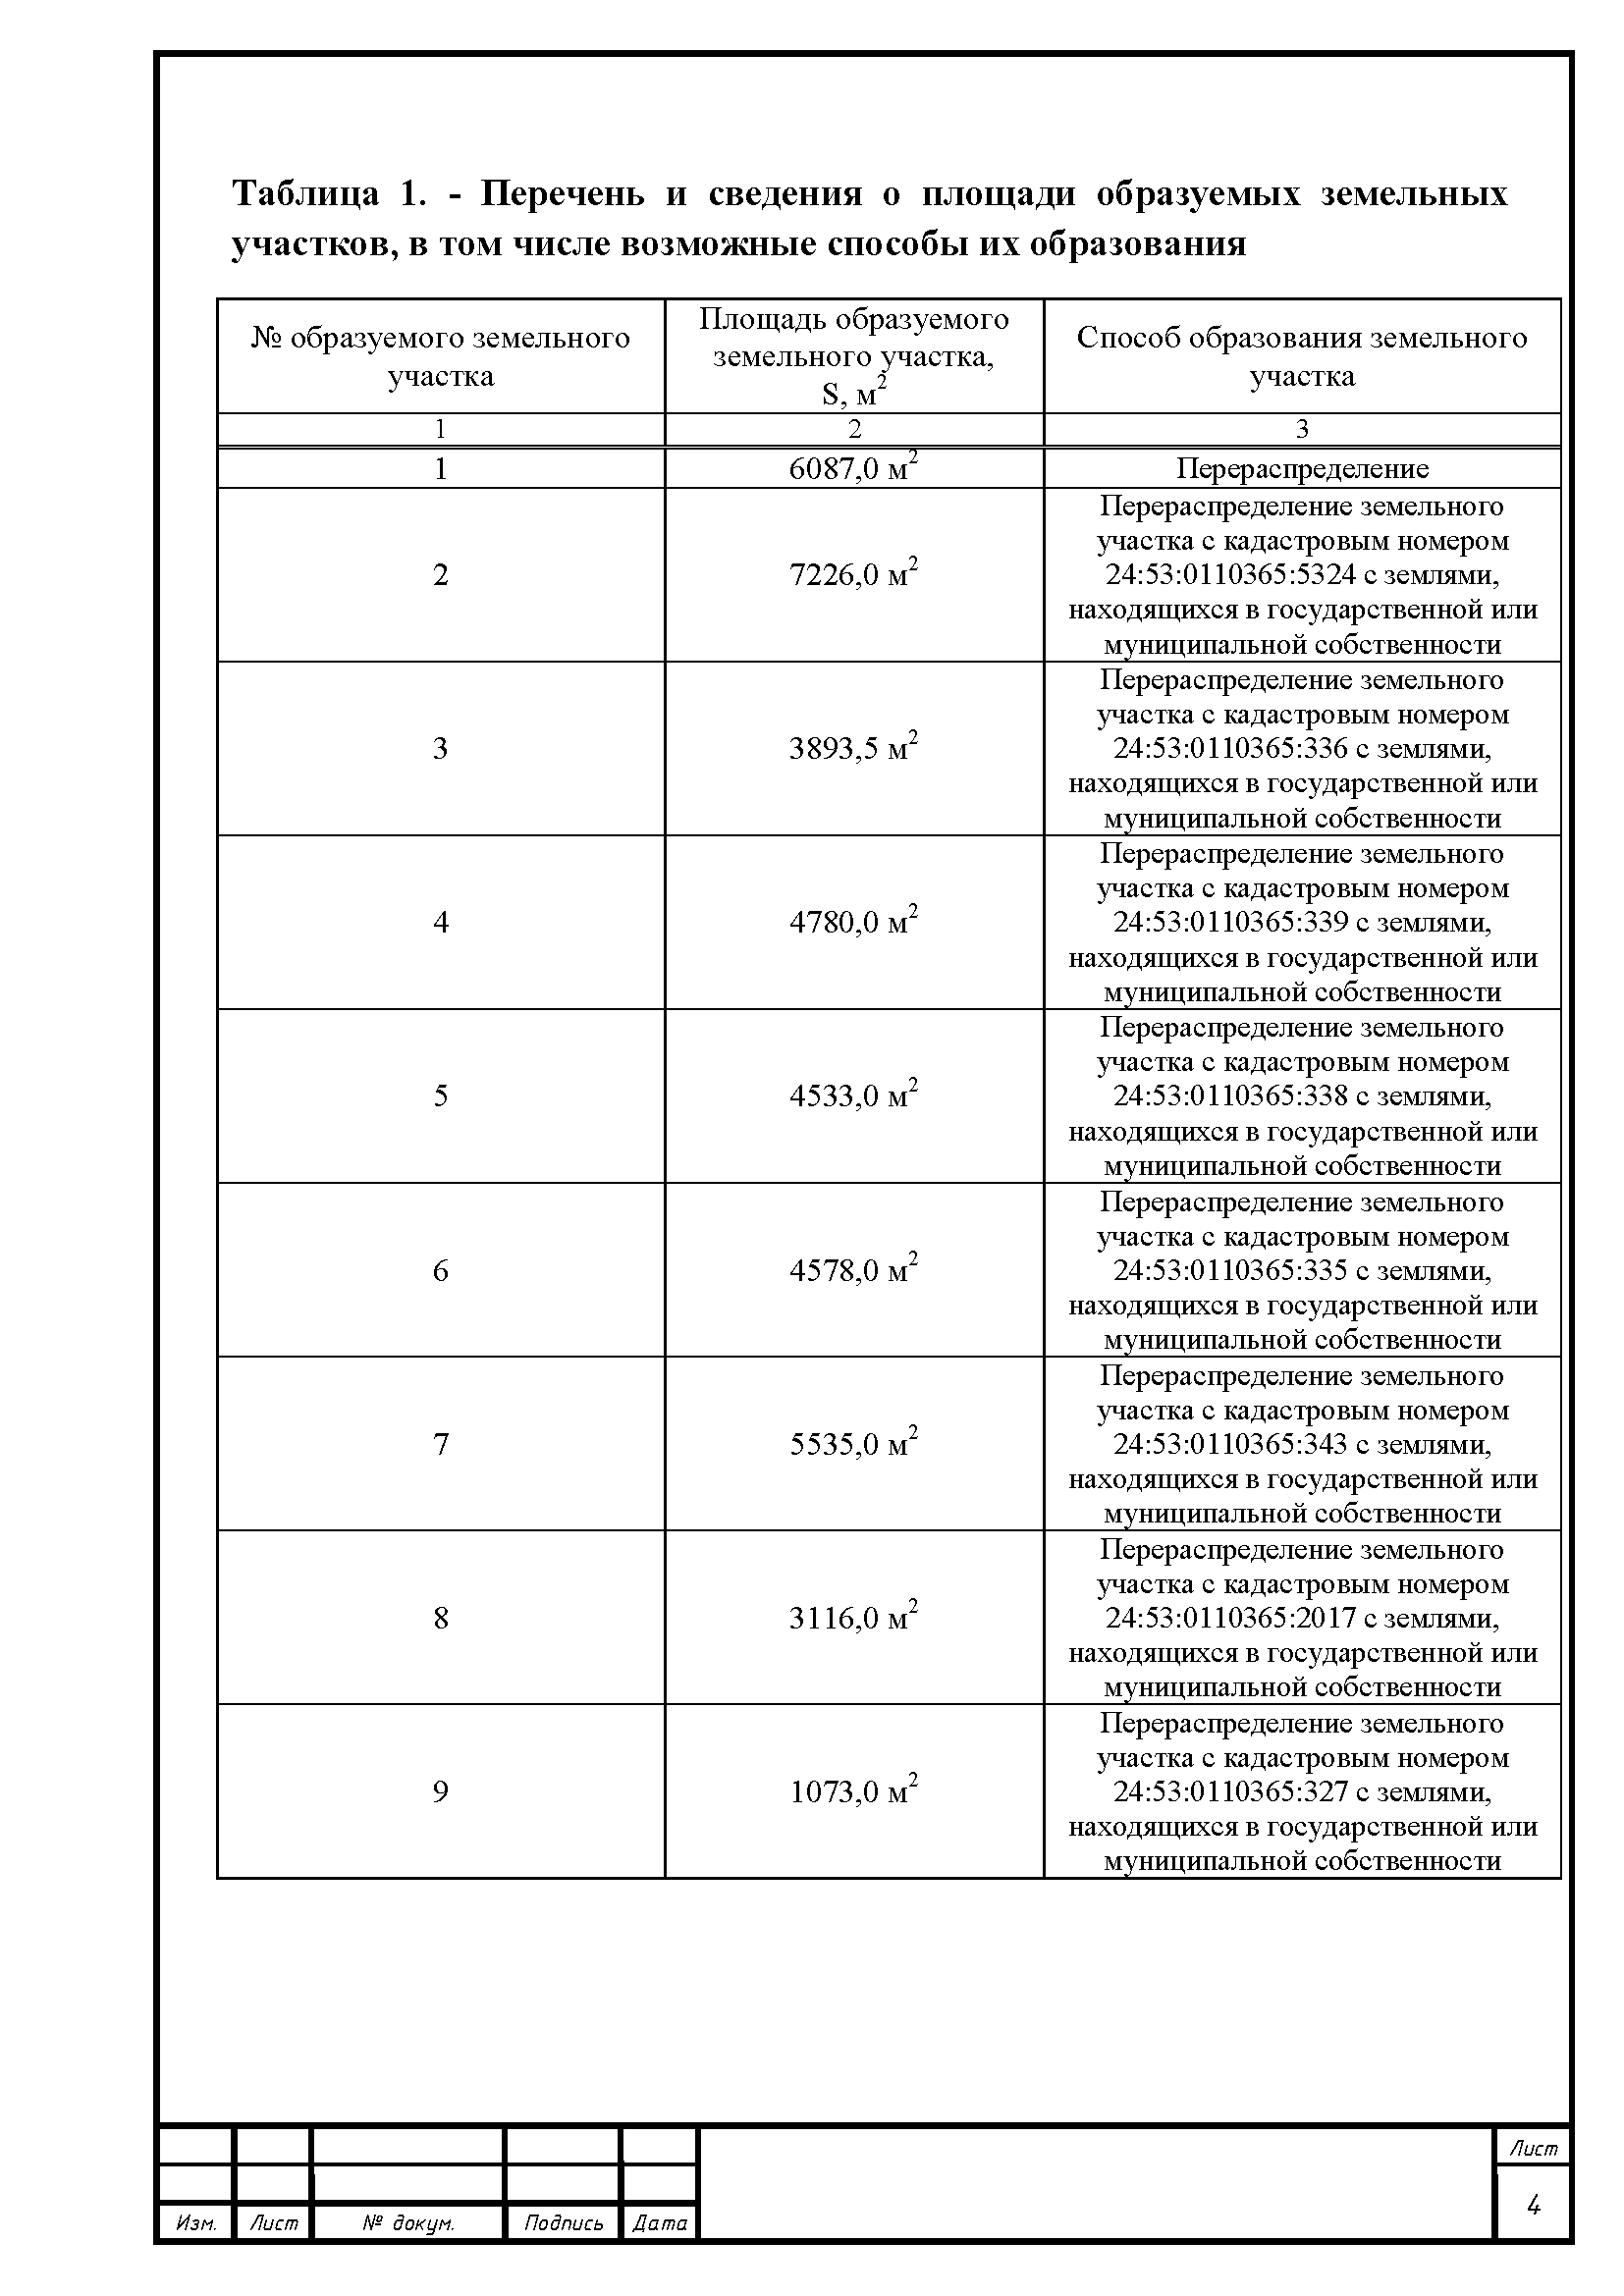 Таблица 1. - Перечень и сведения о площади образуемых земельных
участков, в том числе возможные способы их образования
№ образуемого земельного
участка
Площадь образуемого
земельного участка,
S, м²
Способ образования земельного
участка
1
2
3
1
6087,0 м²
Перераспределение
2
7226,0 м²
Перераспределение земельного
участка с кадастровым номером
24:53:0110365:5324 с землями,
находящихся в государственной или
муниципальной собственности
3
3893,5 м²
Перераспределение земельного
участка с кадастровым номером
24:53:0110365:336 с землями,
находящихся в государственной или
муниципальной собственности
4
4780,0 м²
Перераспределение земельного
участка с кадастровым номером
24:53:0110365:339 с землями,
находящихся в государственной или
муниципальной собственности
5
4533,0 м²
Перераспределение земельного
участка с кадастровым номером
24:53:0110365:338 с землями,
находящихся в государственной или
муниципальной собственности
6
4578,0 м²
Перераспределение земельного
участка с кадастровым номером
24:53:0110365:335 с землями,
находящихся в государственной или
муниципальной собственности
7
5535,0 м²
Перераспределение земельного
участка с кадастровым номером
24:53:0110365:343 с землями,
находящихся в государственной или
муниципальной собственности
8
3116,0 м²
Перераспределение земельного
участка с кадастровым номером
24:53:0110365:2017 с землями,
находящихся в государственной или
муниципальной собственности
9
1073,0 м²
Перераспределение земельного
участка с кадастровым номером
24:53:0110365:327 с землями,
находящихся в государственной или
муниципальной собственности
Лист
4
Изм.
Лист
№ докум.
Подпись
Дата